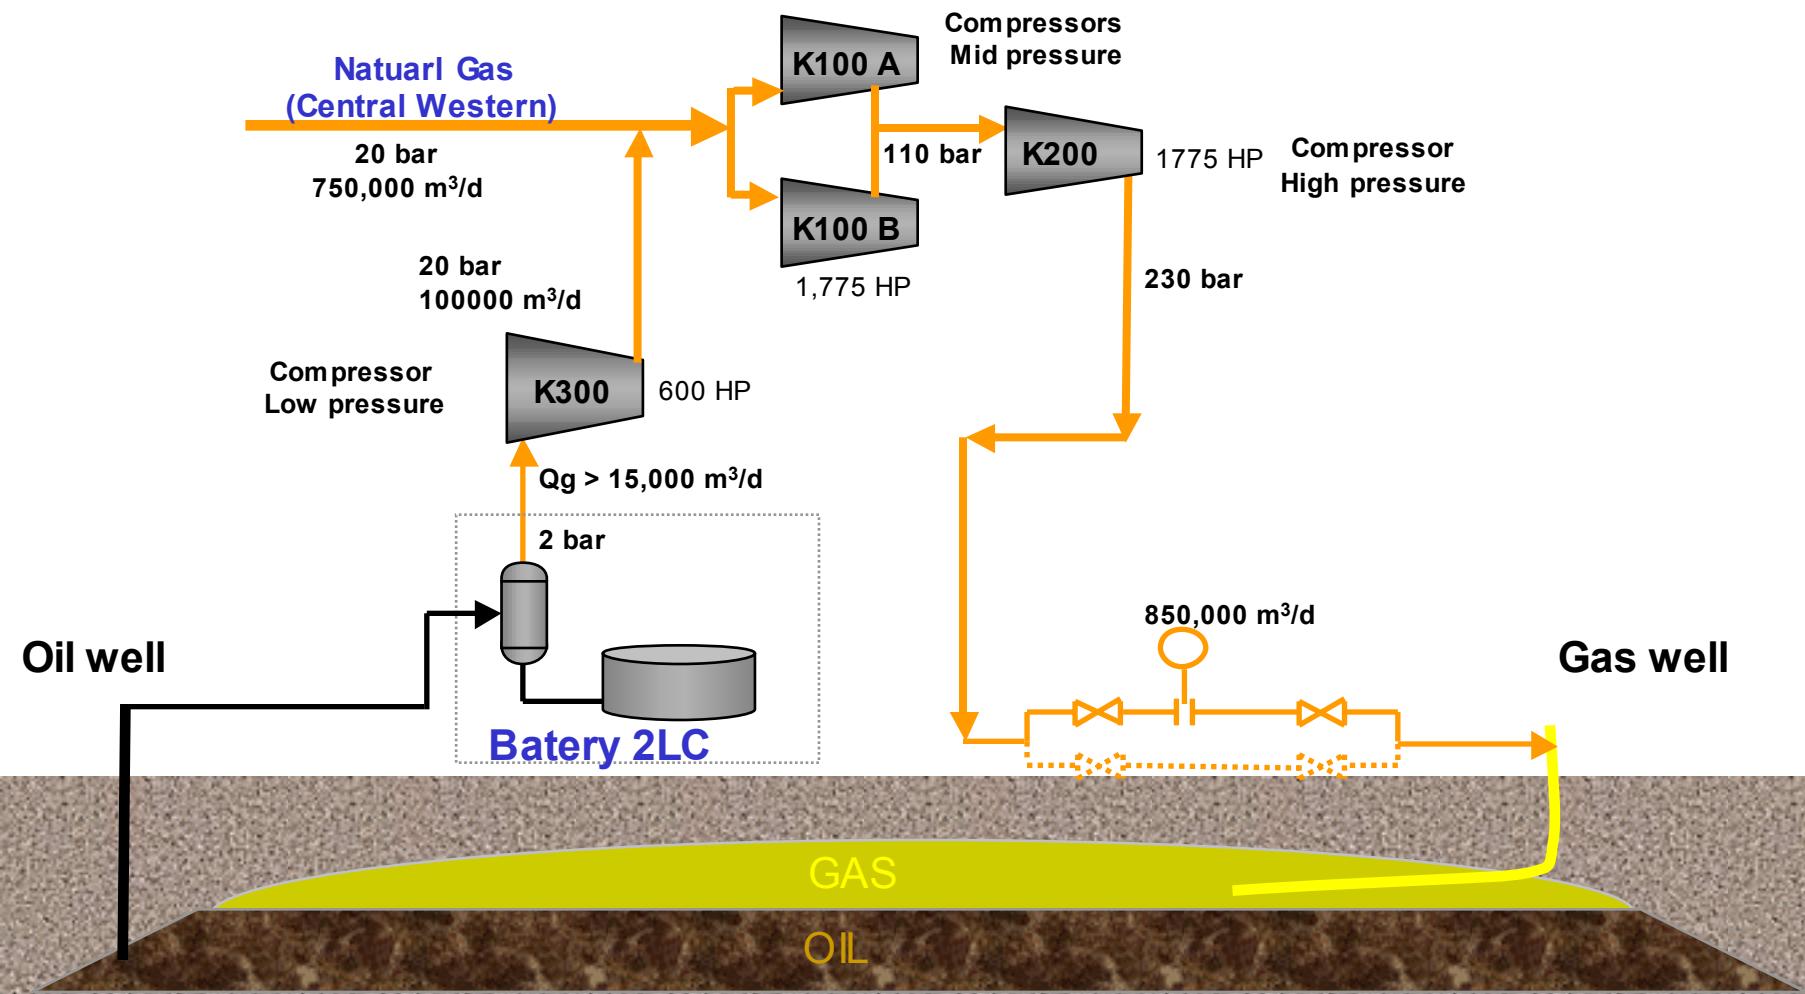 Compressors
Mid pressure
K100 A
Natuarl Gas
(Central Western)
20 bar
750,000 m³/d
110 bar
K200
1775 HP
Compressor
High pressure
K100 B
1,775 HP
20 bar
100000 m³/d
230 bar
Compressor
Low pressure
K300
600 HP
Qg > 15,000 m³/d
2 bar
850,000 m³/d
Oil well
Gas well
Batery 2LC
GAS
OIL